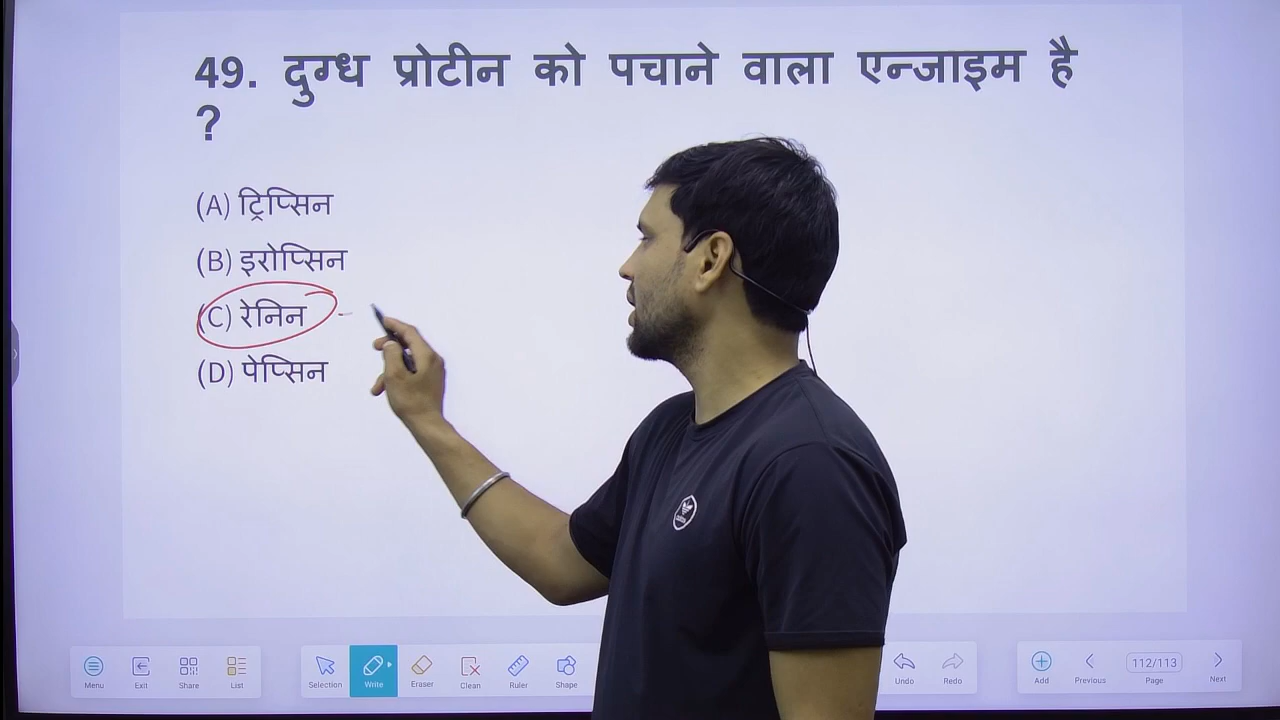 49. दुग्ध प्रोटीन को पचाने वाला एन्जाइम है
?
(A) ट्रिप्सिन
(B) इरोप्सिन
(C) रेनिन
(D) पेप्सिन
Menu Exit Share List Selection Write Eraser Clean Ruler Shape Undo Redo Add Previous 112/113 Page Next